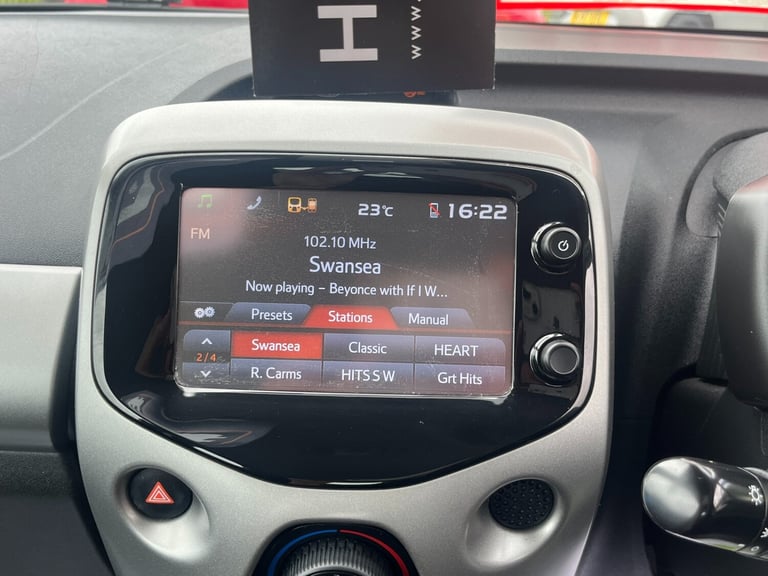 H
WWW.
23°C 16:22
FM
102.10 MHz
Swansea
Now playing – Beyonce with If I W...
Presets Stations Manual
Swansea Classic HEART
2/4
R. Carms HITS S W Grt Hits